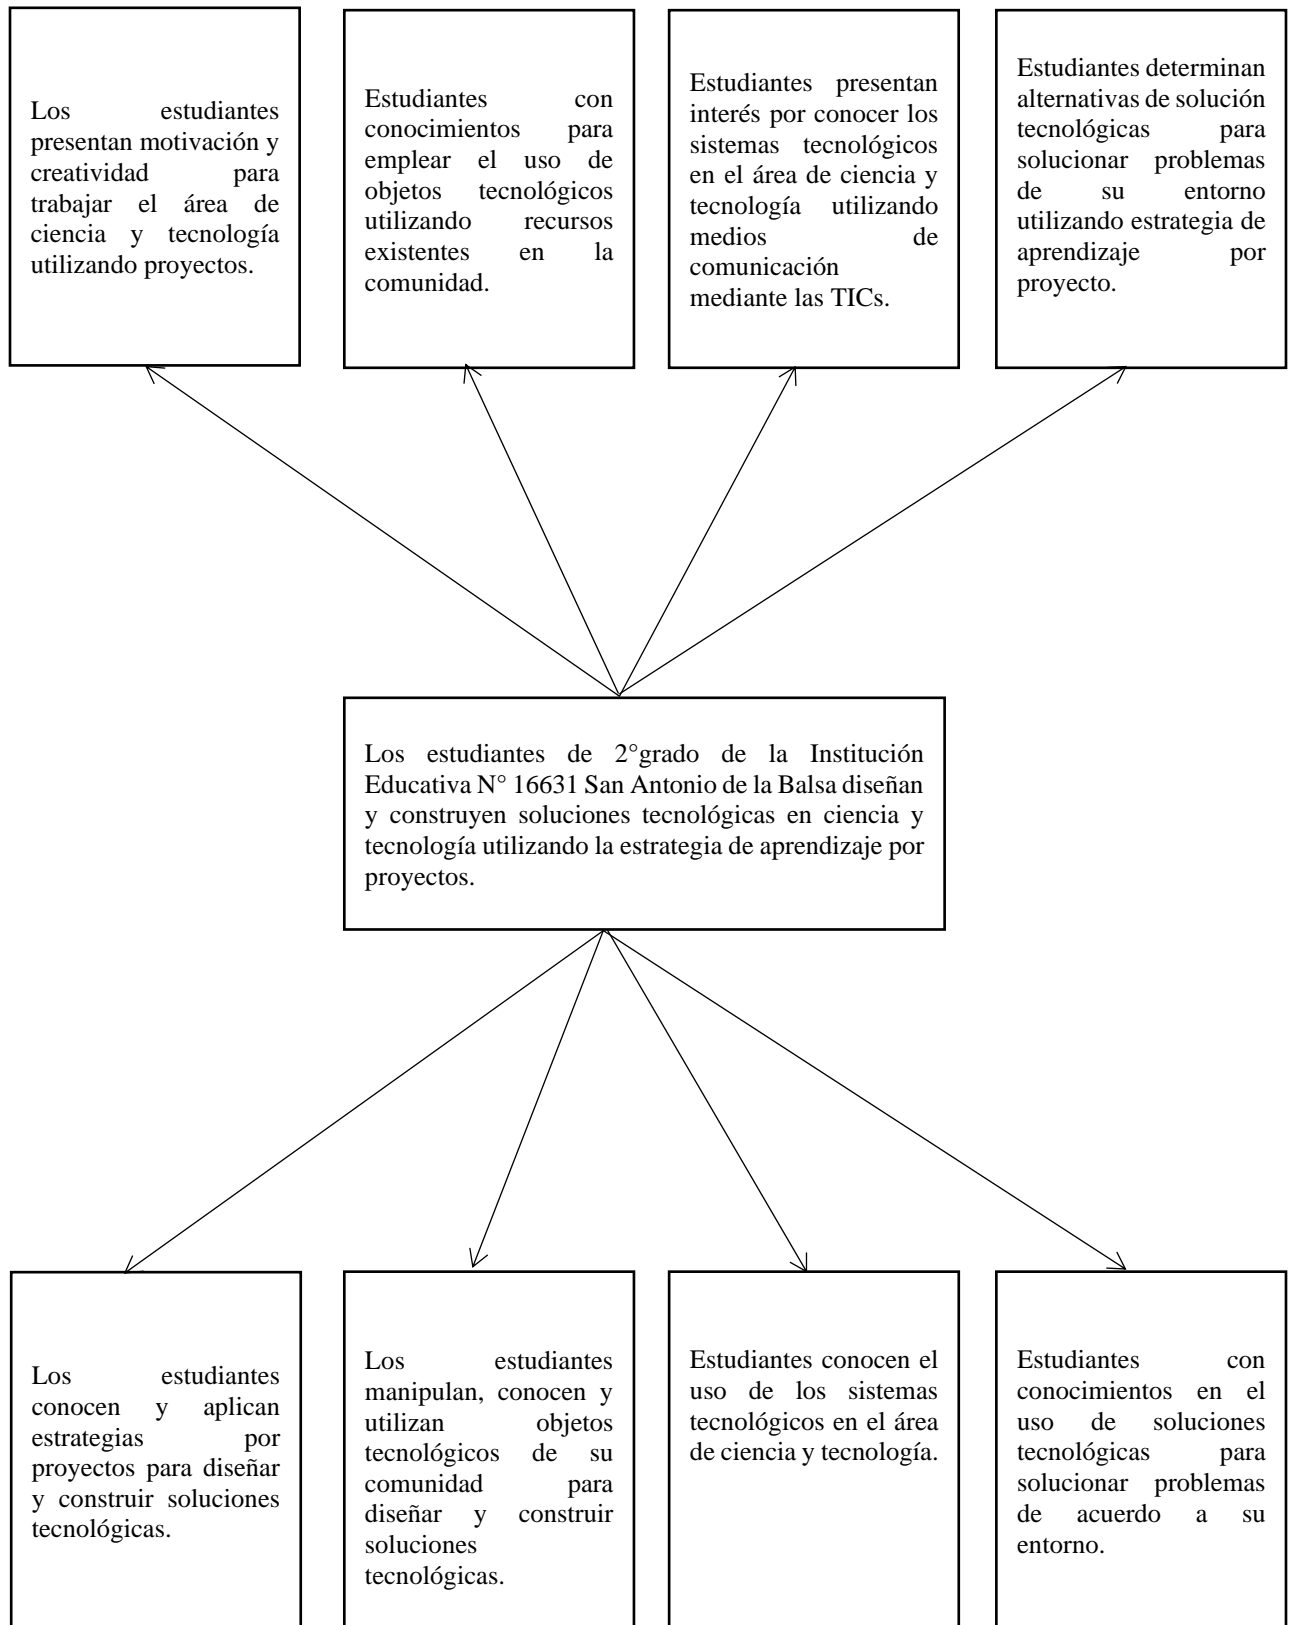 Los estudiantes
presentan motivación y
creatividad para
trabajar el área de
ciencia y tecnología
utilizando proyectos.
Estudiantes con
conocimientos para
emplear el uso de
objetos tecnológicos
utilizando recursos
existentes en la
comunidad.
Estudiantes presentan
interés por conocer los
sistemas tecnológicos
en el área de ciencia y
tecnología utilizando
medios de
comunicación
mediante las TICs.
Estudiantes determinan
alternativas de solución
tecnológicas para
solucionar problemas
de su entorno
utilizando estrategia de
aprendizaje por
proyecto.
Los estudiantes de 2°grado de la Institución
Educativa N° 16631 San Antonio de la Balsa diseñan
y construyen soluciones tecnológicas en ciencia y
tecnología utilizando la estrategia de aprendizaje por
proyectos.
Los estudiantes
conocen y aplican
estrategias por
proyectos para diseñar
y construir soluciones
tecnológicas.
Los estudiantes
manipulan, conocen y
utilizan objetos
tecnológicos de su
comunidad para
diseñar y construir
soluciones
tecnológicas.
Estudiantes conocen el
uso de los sistemas
tecnológicos en el área
de ciencia y tecnología.
Estudiantes con
conocimientos en el
uso de soluciones
tecnológicas para
solucionar problemas
de acuerdo a su
entorno.